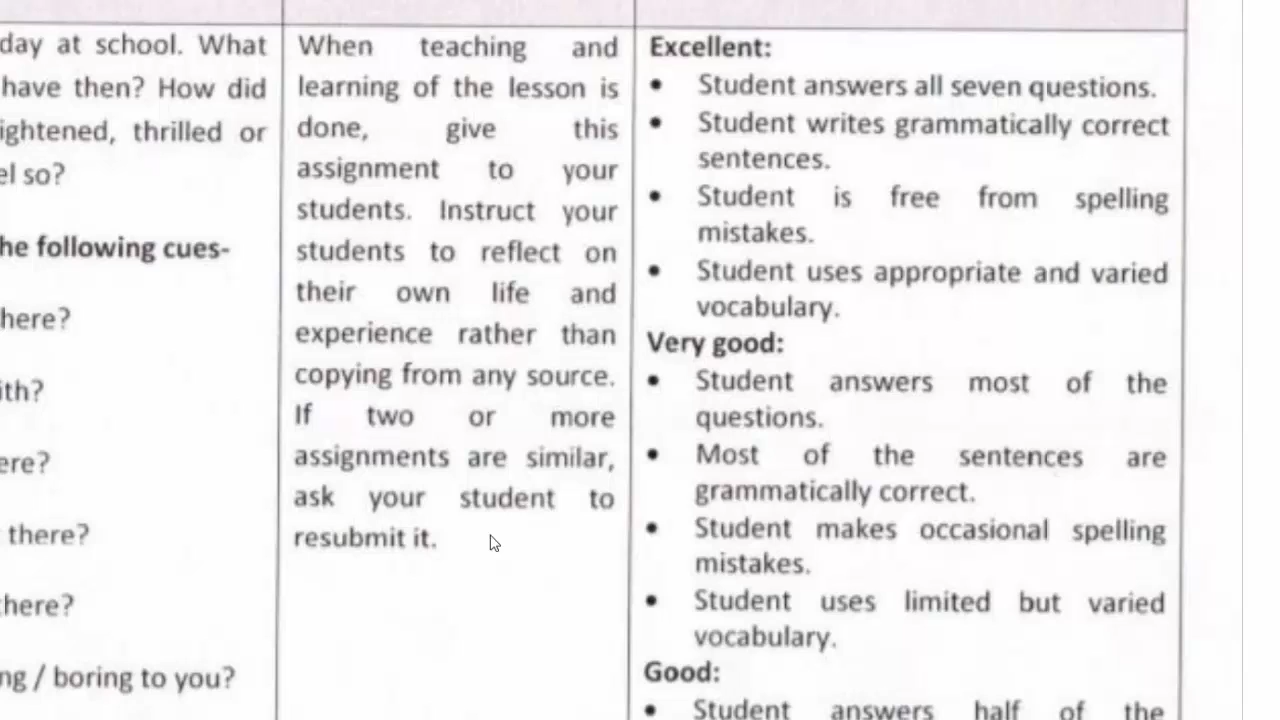 day at school. What
have then? How did
ightened, thrilled or
el so?
he following cues-
here?
ith?
ere?
there?
here?
ng / boring to you?
When teaching and
learning of the lesson is
done, give this
assignment to your
students. Instruct your
students to reflect on
their own life and
experience rather than
copying from any source.
If two or more
assignments are similar,
ask your student to
resubmit it.
Excellent:
• Student answers all seven questions.
• Student writes grammatically correct
sentences.
• Student is free from spelling
mistakes.
• Student uses appropriate and varied
vocabulary.
Very good:
• Student answers most of the
questions.
• Most of the sentences are
grammatically correct.
• Student makes occasional spelling
mistakes.
• Student uses limited but varied
vocabulary.
Good:
• Student answers half of the